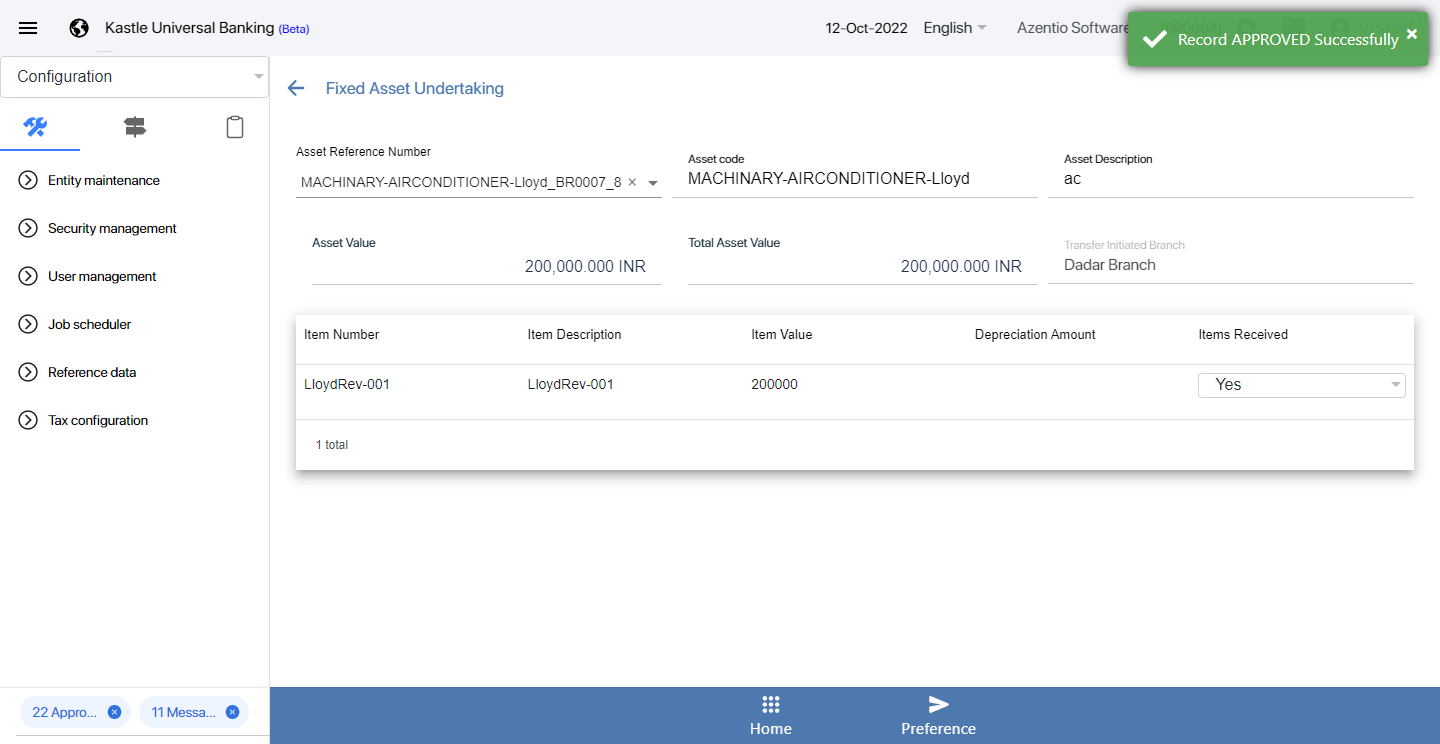 Kastle Universal Banking (Beta)
12-Oct-2022 English Azentio Software
Record APPROVED Successfully ×
Configuration
Fixed Asset Undertaking
Entity maintenance
Security management
User management
Job scheduler
Reference data
Tax configuration
Asset Reference Number
MACHINARY-AIRCONDITIONER-Lloyd_BR0007_8 ×
Asset code
MACHINARY-AIRCONDITIONER-Lloyd
Asset Description
ac
Asset Value
200,000.000 INR
Total Asset Value
200,000.000 INR
Transfer Initiated Branch
Dadar Branch
Item Number Item Description Item Value Depreciation Amount Items Received
LloydRev-001 LloydRev-001 200000 Yes
1 total
22 Appro... 11 Messa...
Home Preference